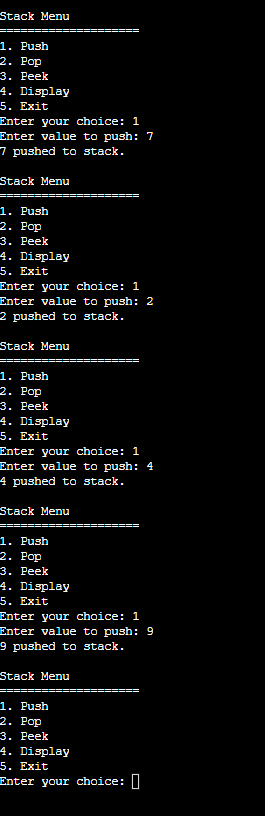 Stack Menu
====================
1. Push
2. Pop
3. Peek
4. Display
5. Exit
Enter your choice: 1
Enter value to push: 7
7 pushed to stack.
Stack Menu
====================
1. Push
2. Pop
3. Peek
4. Display
5. Exit
Enter your choice: 1
Enter value to push: 2
2 pushed to stack.
Stack Menu
====================
1. Push
2. Pop
3. Peek
4. Display
5. Exit
Enter your choice: 1
Enter value to push: 4
4 pushed to stack.
Stack Menu
====================
1. Push
2. Pop
3. Peek
4. Display
5. Exit
Enter your choice: 1
Enter value to push: 9
9 pushed to stack.
Stack Menu
====================
1. Push
2. Pop
3. Peek
4. Display
5. Exit
Enter your choice: